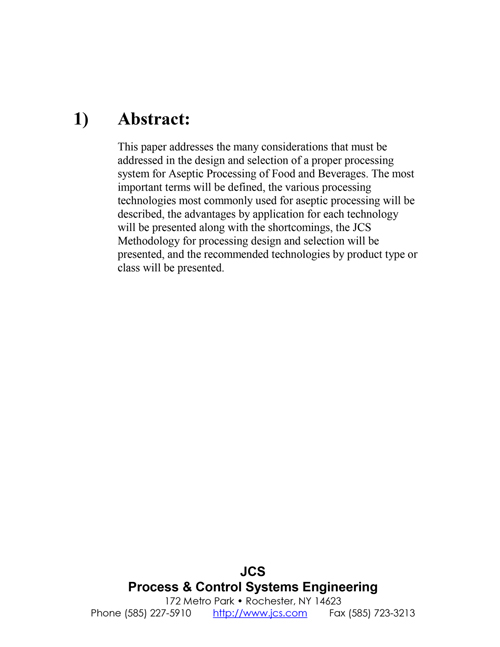 1) Abstract:
This paper addresses the many considerations that must be
addressed in the design and selection of a proper processing
system for Aseptic Processing of Food and Beverages. The most
important terms will be defined, the various processing
technologies most commonly used for aseptic processing will be
described, the advantages by application for each technology
will be presented along with the shortcomings, the JCS
Methodology for processing design and selection will be
presented, and the recommended technologies by product type or
class will be presented.
JCS
Process & Control Systems Engineering
172 Metro Park • Rochester, NY 14623
Phone (585) 227-5910 http://www.jcs.com Fax (585) 723-3213